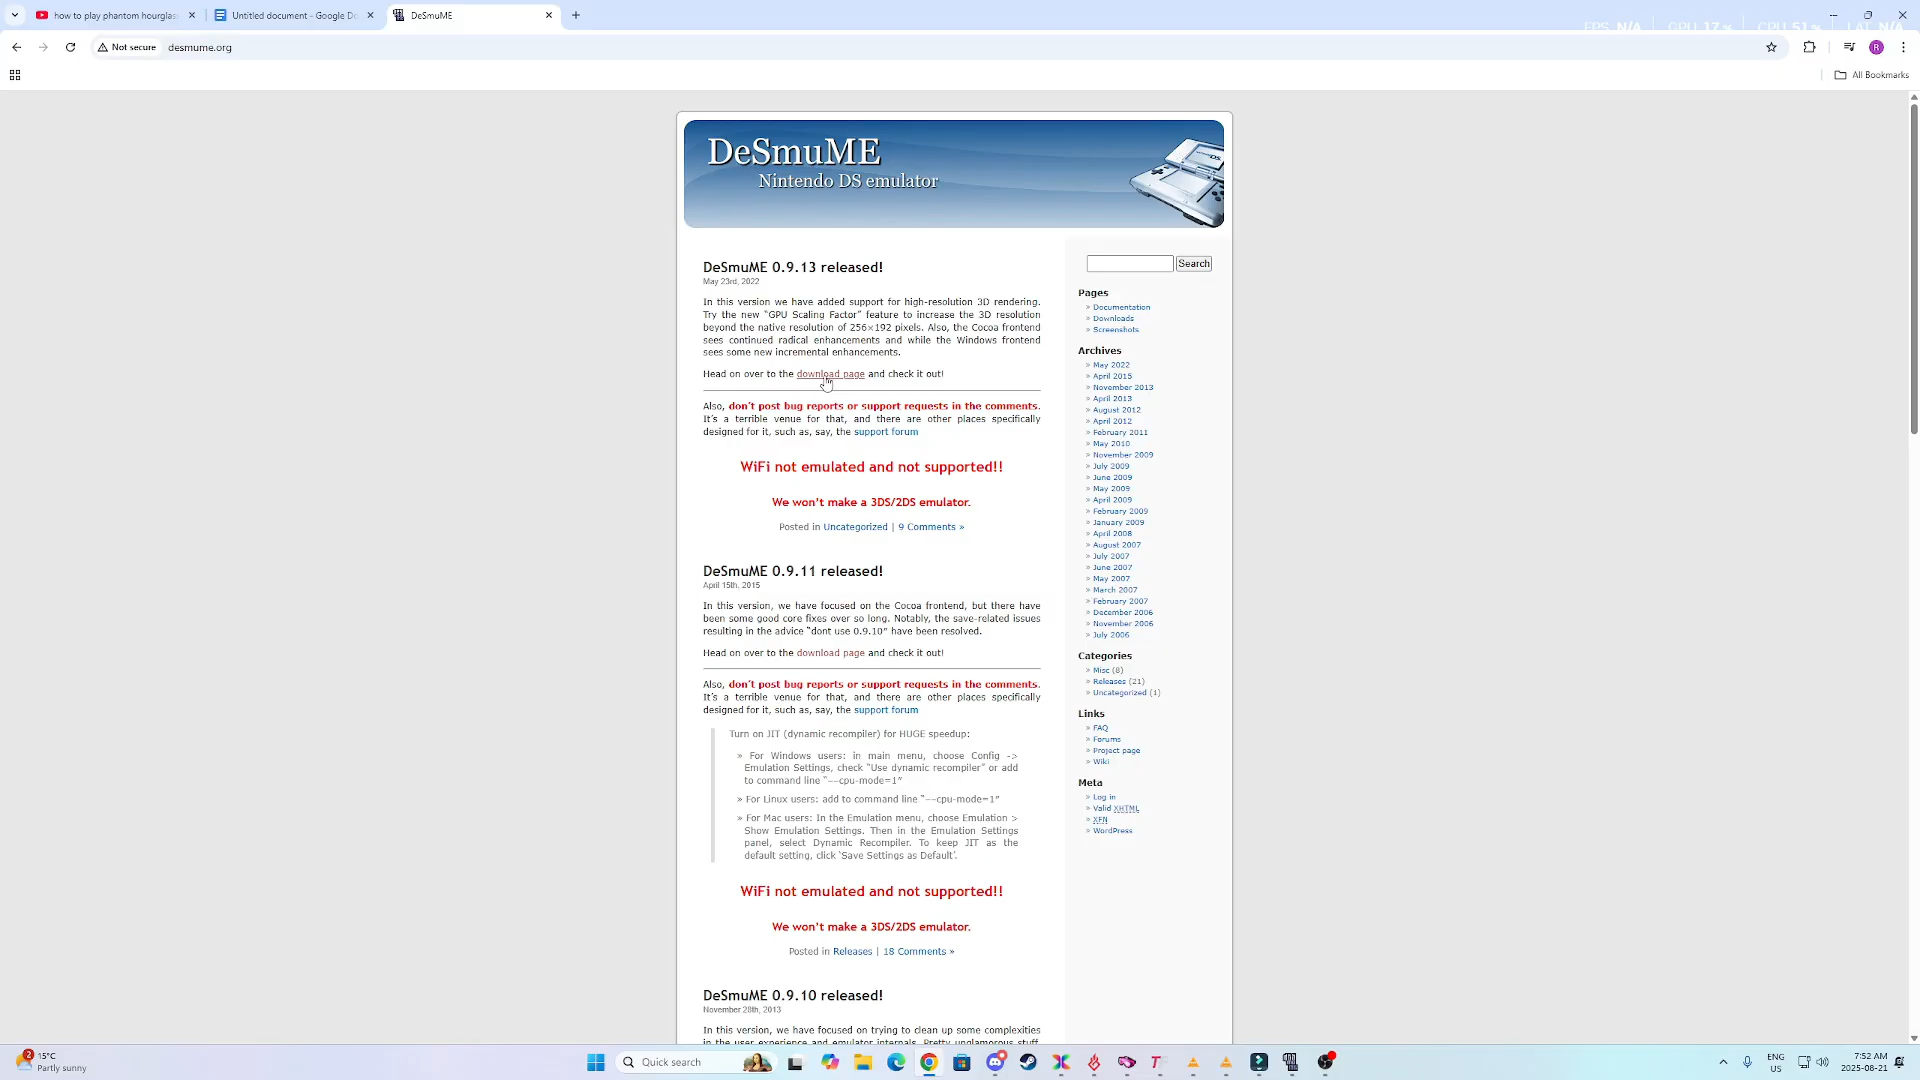 how to play phantom hourglas
Untitled document - Google Do
DeSmuME
FPS N/A GPU 17 % CPU 51 % LAT N/A
Not secure desmume.org
R
All Bookmarks
DeSmuME
Nintendo DS emulator
DeSmuME 0.9.13 released!
May 23rd, 2022
In this version we have added support for high-resolution 3D rendering.
Try the new “GPU Scaling Factor” feature to increase the 3D resolution
beyond the native resolution of 256×192 pixels. Also, the Cocoa frontend
sees continued radical enhancements and while the Windows frontend
sees some new incremental enhancements.
Head on over to the download page and check it out!
Also, don’t post bug reports or support requests in the comments.
It’s a terrible venue for that, and there are other places specifically
designed for it, such as, say, the support forum
WiFi not emulated and not supported!!
We won’t make a 3DS/2DS emulator.
Posted in Uncategorized | 9 Comments »
DeSmuME 0.9.11 released!
April 15th, 2015
In this version, we have focused on the Cocoa frontend, but there have
been some good core fixes over so long. Notably, the save-related issues
resulting in the advice “dont use 0.9.10” have been resolved.
Head on over to the download page and check it out!
Also, don’t post bug reports or support requests in the comments.
It’s a terrible venue for that, and there are other places specifically
designed for it, such as, say, the support forum
Turn on JIT (dynamic recompiler) for HUGE speedup:
» For Windows users: in main menu, choose Config ->
Emulation Settings, check “Use dynamic recompiler” or add
to command line “––cpu-mode=1”
» For Linux users: add to command line “––cpu-mode=1”
» For Mac users: In the Emulation menu, choose Emulation >
Show Emulation Settings. Then in the Emulation Settings
panel, select Dynamic Recompiler. To keep JIT as the
default setting, click ‘Save Settings as Default’.
WiFi not emulated and not supported!!
We won’t make a 3DS/2DS emulator.
Posted in Releases | 18 Comments »
DeSmuME 0.9.10 released!
November 28th, 2013
In this version, we have focused on trying to clean up some complexities
in the user experience and emulator internals. Pretty unglamorous stuff,
Search
Pages
» Documentation
» Downloads
» Screenshots
Archives
» May 2022
» April 2015
» November 2013
» April 2013
» August 2012
» April 2012
» February 2011
» May 2010
» November 2009
» July 2009
» June 2009
» May 2009
» April 2009
» February 2009
» January 2009
» April 2008
» August 2007
» July 2007
» June 2007
» May 2007
» March 2007
» February 2007
» December 2006
» November 2006
» July 2006
Categories
» Misc (8)
» Releases (21)
» Uncategorized (1)
Links
» FAQ
» Forums
» Project page
» Wiki
Meta
» Log in
» Valid XHTML
» XFN
» WordPress
2
15°C
Partly sunny
Quick search
ENG
US
7:52 AM
2025-08-21